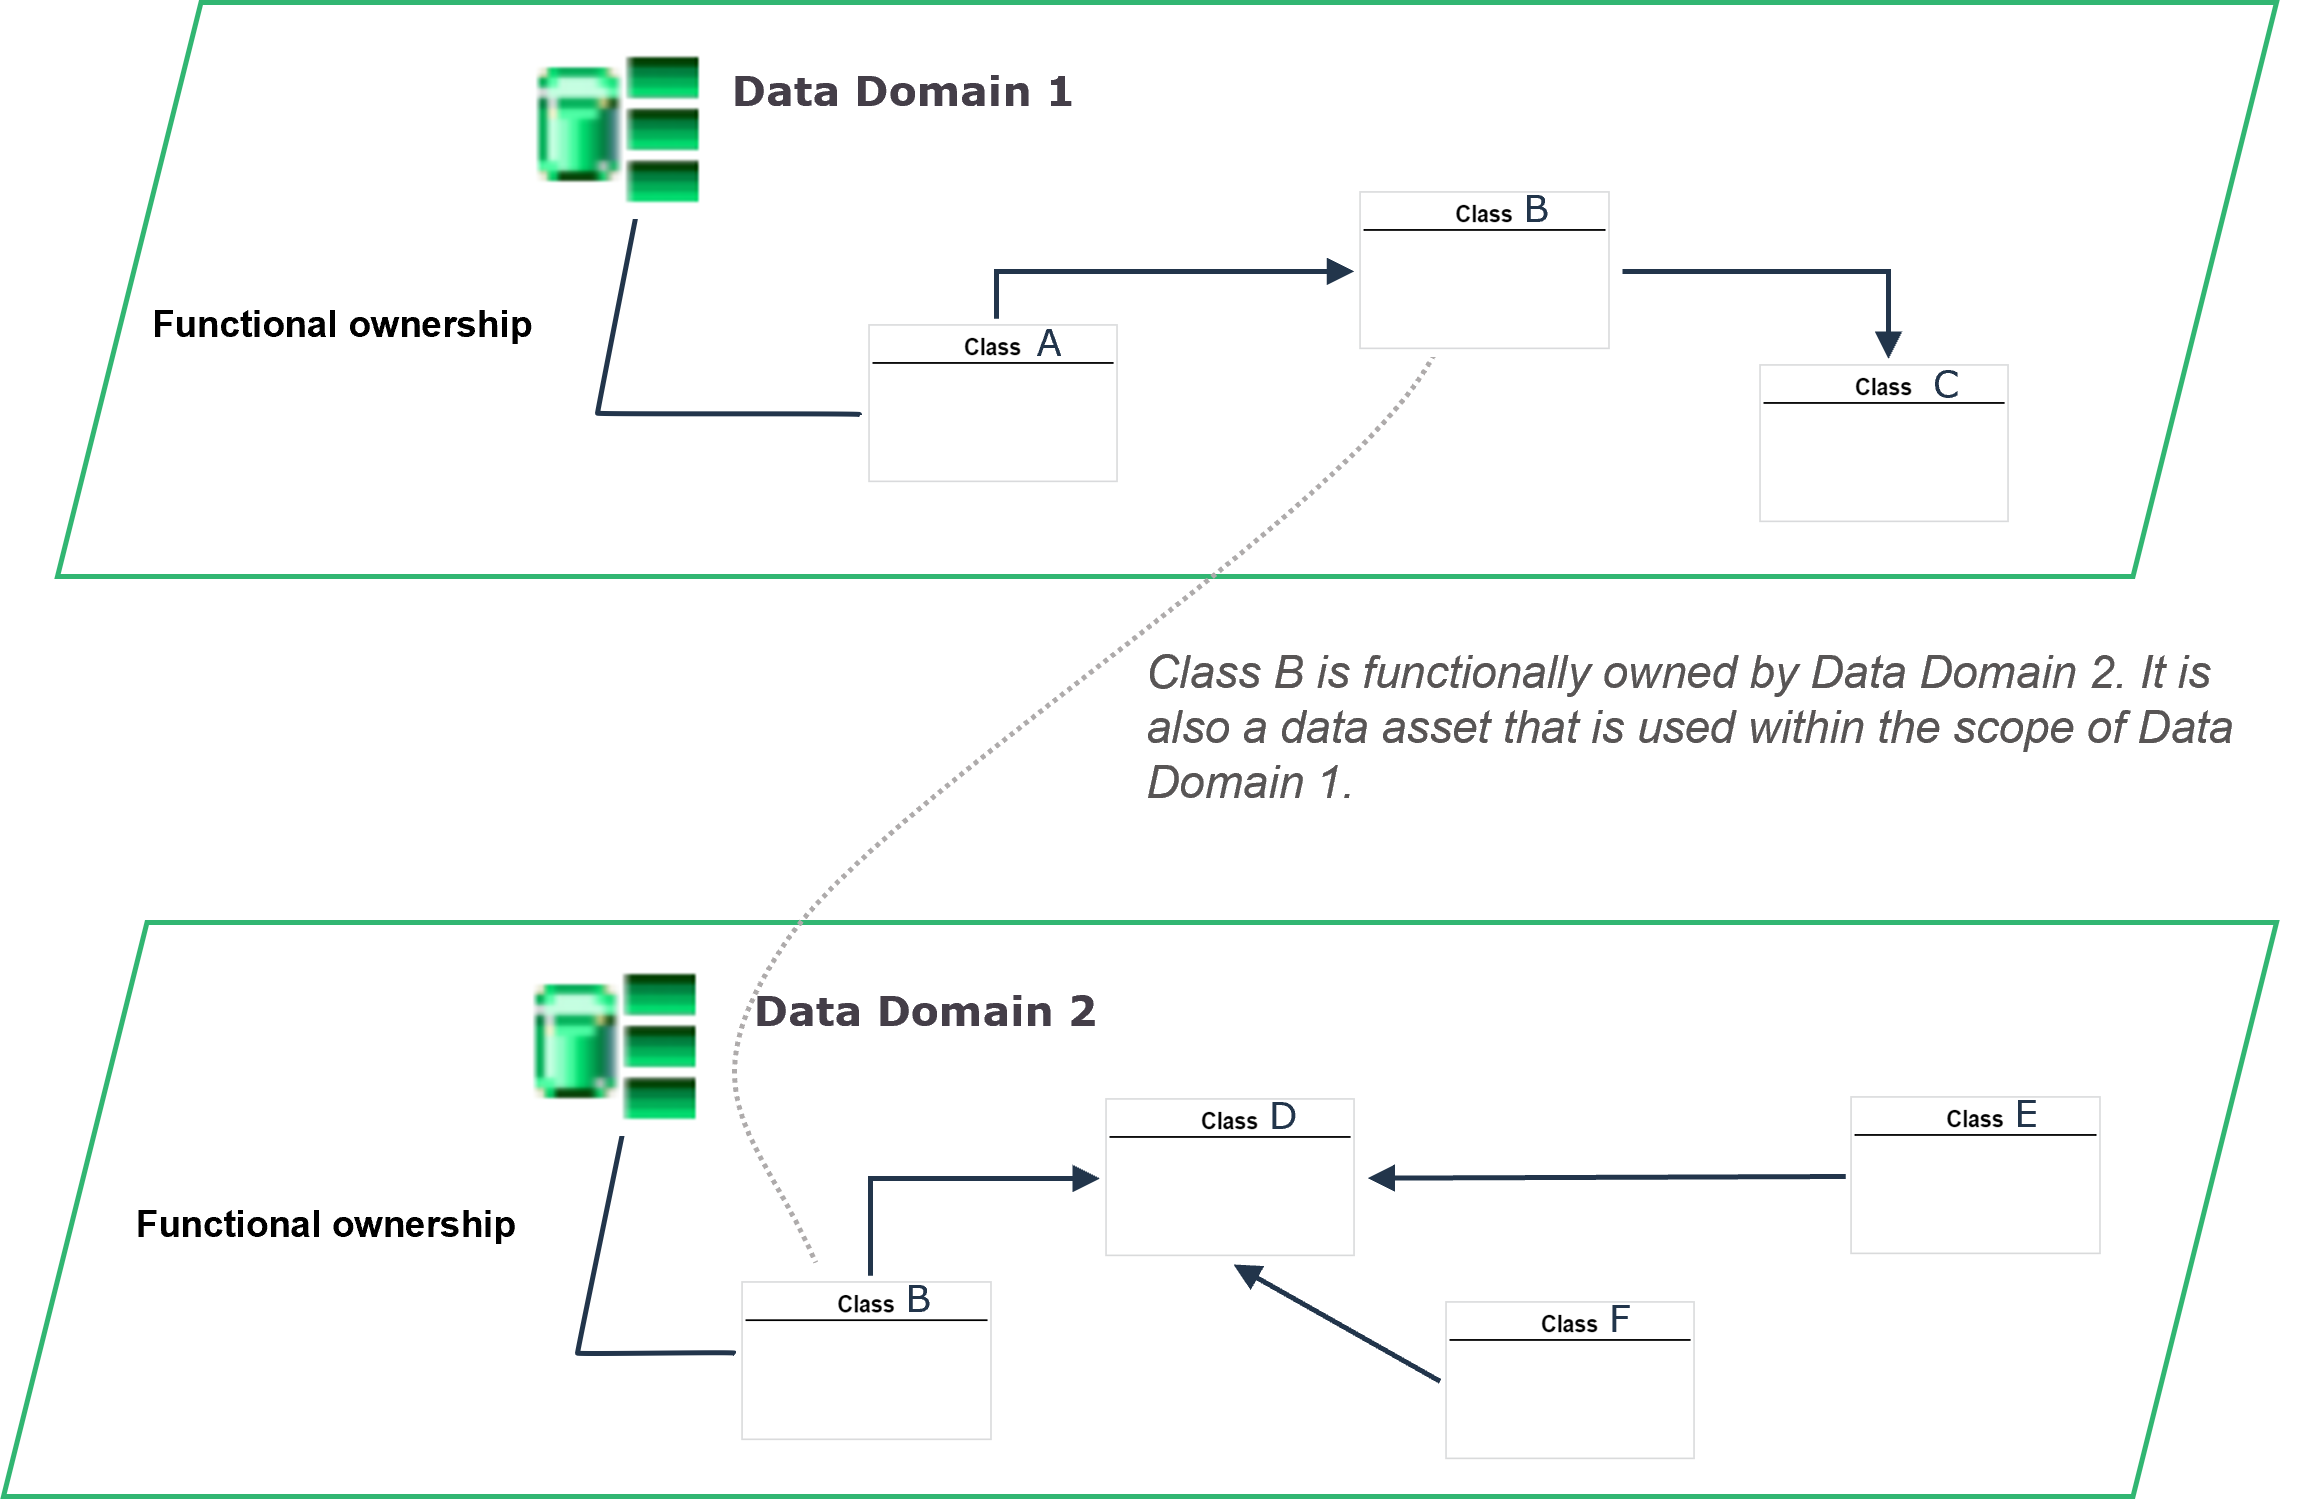 Data Domain 1
Class B
Functional ownership
Class A
Class C
Class B is functionally owned by Data Domain 2. It is
also a data asset that is used within the scope of Data
Domain 1.
Data Domain 2
Class D
Class E
Functional ownership
Class B
Class F